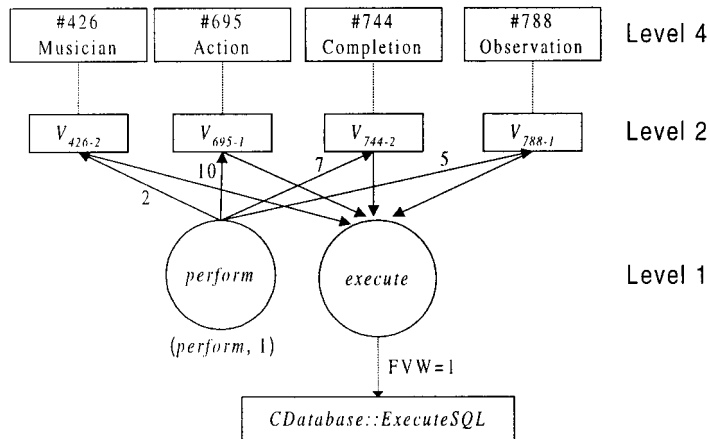 #426
Musician
#695
Action
#744
Completion
#788
Observation
Level 4
V426-2
V695-1
V744-2
V788-1
Level 2
2
10
7
5
perform
execute
Level 1
(perform, 1)
FVW=1
CDatabase::ExecuteSQL